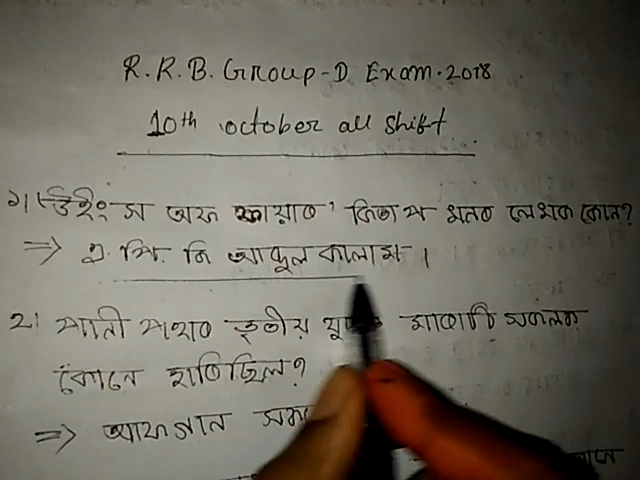 R.R.B. Group-D Exam. 2018
10th october all shift
১। 'উইংস অফ ফায়াৰ' কিতাপ খনৰ লেখক কোন?
⇒ এ. পি. জি আব্দুল কালাম।
২। পানী পথৰ তৃতীয় মাৰাঠী সকলক
কোনে হৰাইছিল?
⇒ আফগান